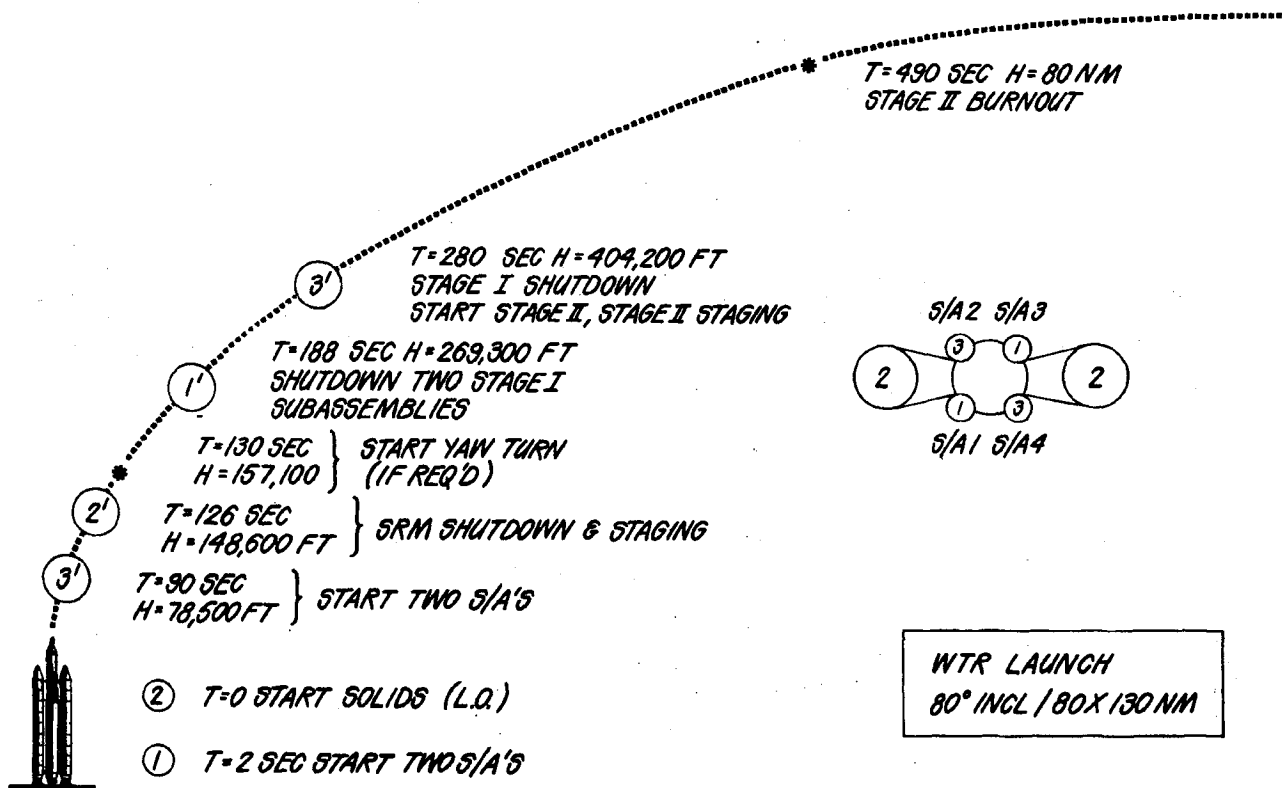 T=490 SEC H=80 NM
STAGE II BURNOUT
3'
T=280 SEC H=404,200 FT
STAGE I SHUTDOWN
START STAGE II, STAGE II STAGING
S/A2 S/A3
3 1
2 2
1 3
S/A1 S/A4
1'
T=188 SEC H=269,300 FT
SHUTDOWN TWO STAGE I
SUBASSEMBLIES
T=130 SEC
H=157,100
START YAW TURN
(IF REQ'D)
2'
T=126 SEC
H=148,600 FT
SRM SHUTDOWN & STAGING
3'
T=90 SEC
H=78,500 FT
START TWO S/A'S
2 T=0 START SOLIDS (L.O.)
1 T=2 SEC START TWO S/A'S
WTR LAUNCH
80° INCL / 80X130 NM